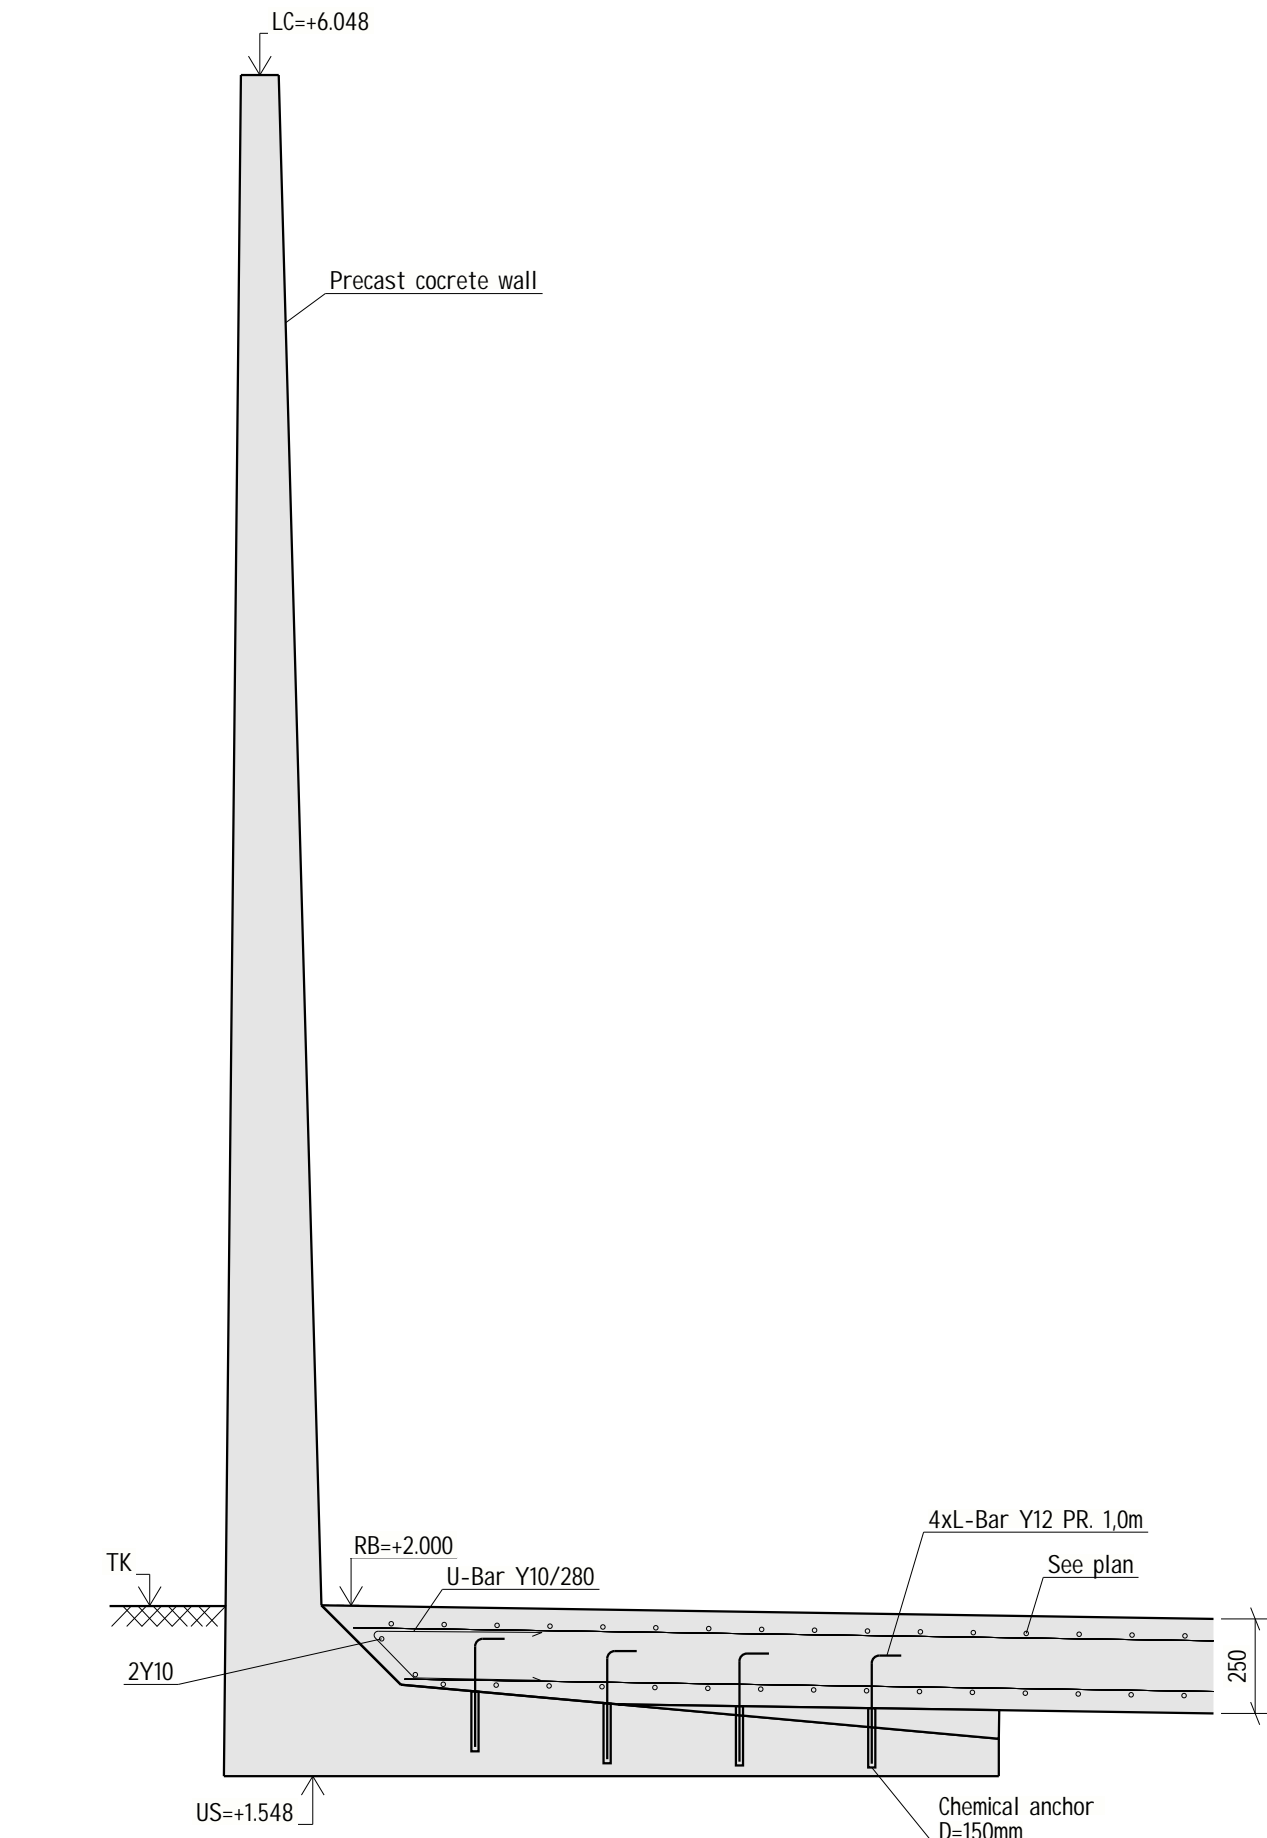 LC=+6.048
Precast cocrete wall
4xL-Bar Y12 PR. 1,0m
RB=+2.000
TK
See plan
U-Bar Y10/280
2Y10
250
US=+1.548
Chemical anchor
D=150mm